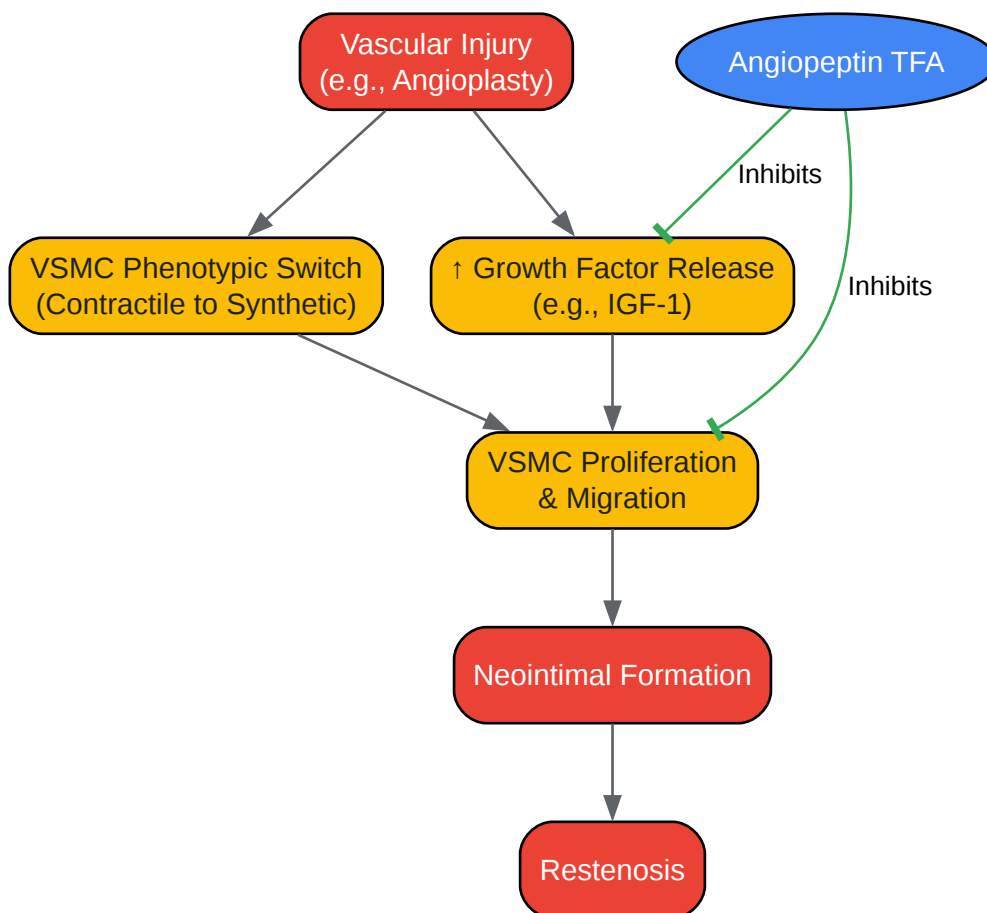 Vascular Injury
(e.g., Angioplasty)
Angiopeptin TFA
Inhibits
VSMC Phenotypic Switch
(Contractile to Synthetic)
↑ Growth Factor Release
(e.g., IGF-1)
Inhibits
VSMC Proliferation
& Migration
Neointimal Formation
Restenosis